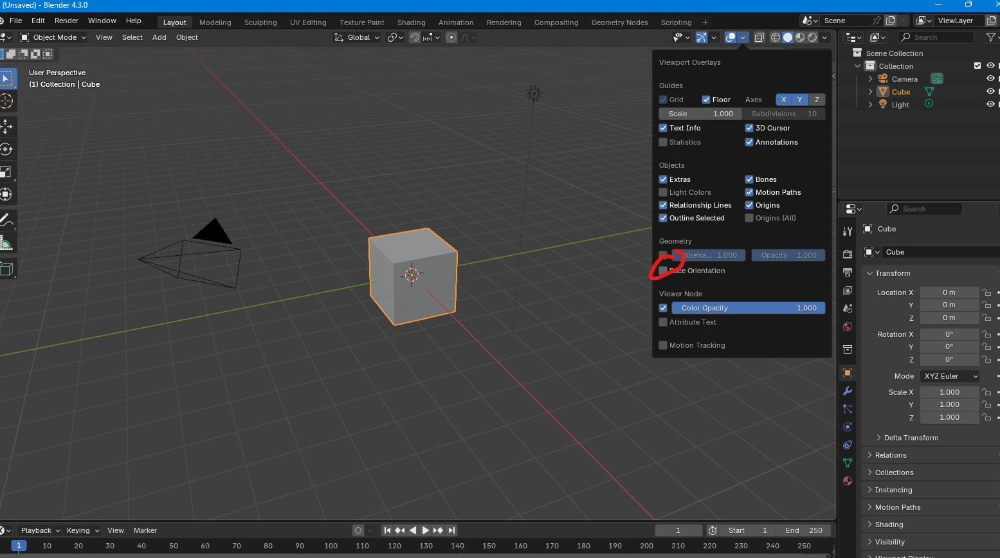 (Unsaved) - Blender 4.3.0
File Edit Render Window Help Layout Modeling Sculpting UV Editing Texture Paint Shading Animation Rendering Compositing Geometry Nodes Scripting + Scene ViewLayer
Object Mode View Select Add Object Global Search
User Perspective
(1) Collection | Cube
Viewport Overlays
Guides
Grid Floor Axes X Y Z
Scale 1.000 Subdivisions 10
Text Info 3D Cursor
Statistics Annotations
Objects
Extras Bones
Light Colors Motion Paths
Relationship Lines Origins
Outline Selected Origins (All)
Geometry
Wirefra... 1.000 Opacity 1.000
Face Orientation
Viewer Node
Color Opacity 1.000
Attribute Text
Motion Tracking
Scene Collection
Collection
Camera
Cube
Light
Search
Cube
Cube
Transform
Location X 0 m
Y 0 m
Z 0 m
Rotation X 0°
Y 0°
Z 0°
Mode XYZ Euler
Scale X 1.000
Y 1.000
Z 1.000
Delta Transform
Relations
Collections
Instancing
Motion Paths
Shading
Visibility
Viewport Display
Playback Keying View Marker 1 Start 1 End 250
1 10 20 30 40 50 60 70 80 90 100 110 120 130 140 150 160 170 180 190 200 210 220 230 240 250